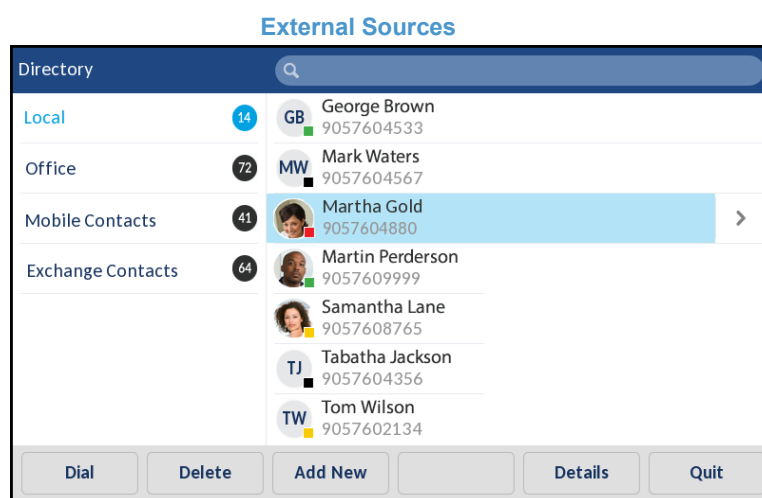 External Sources
Directory
Local 14
Office 72
Mobile Contacts 41
Exchange Contacts 64
GB George Brown
9057604533
MW Mark Waters
9057604567
Martha Gold
9057604880
Martin Perderson
9057609999
Samantha Lane
9057608765
TJ Tabatha Jackson
9057604356
TW Tom Wilson
9057602134
Dial Delete Add New Details Quit